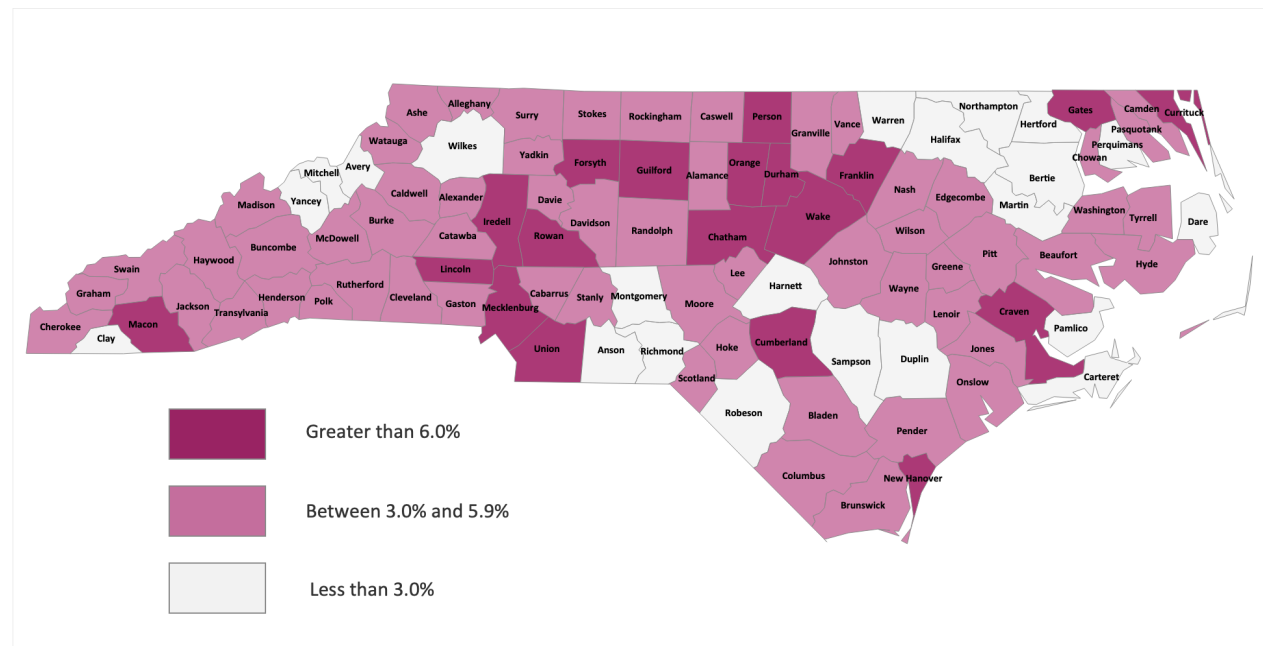 Ashe
Alleghany
Surry
Stokes
Rockingham
Caswell
Person
Granville
Vance
Warren
Halifax
Northampton
Hertford
Gates
Camden
Currituck
Pasquotank
Perquimans
Chowan
Bertie
Martin
Watauga
Wilkes
Yadkin
Forsyth
Guilford
Alamance
Orange
Durham
Franklin
Nash
Edgecombe
Washington
Tyrrell
Dare
Mitchell
Avery
Yancey
Madison
Caldwell
Alexander
Iredell
Davie
Davidson
Randolph
Chatham
Wake
Wilson
Pitt
Beaufort
Hyde
Burke
McDowell
Buncombe
Haywood
Catawba
Rowan
Swain
Graham
Cherokee
Clay
Macon
Jackson
Transylvania
Henderson
Polk
Rutherford
Cleveland
Lincoln
Gaston
Mecklenburg
Cabarrus
Stanly
Montgomery
Moore
Lee
Harnett
Johnston
Wayne
Greene
Lenoir
Craven
Pamlico
Jones
Carteret
Onslow
Duplin
Sampson
Cumberland
Hoke
Scotland
Richmond
Anson
Union
Robeson
Bladen
Pender
Columbus
Brunswick
New Hanover
Greater than 6.0%
Between 3.0% and 5.9%
Less than 3.0%